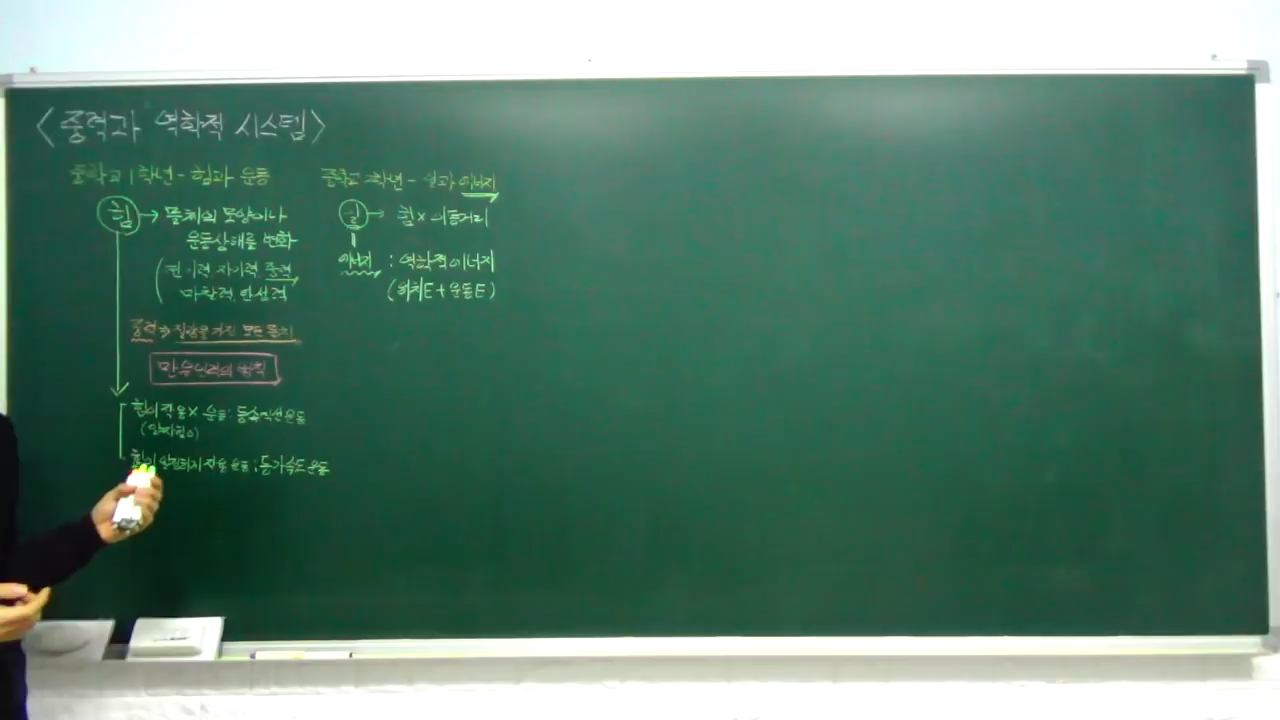 <중력과 역학적 시스템>
중학교 1학년 - 힘과 운동
힘 → 물체의 모양이나
운동상태를 변화
(전기력, 자기력, 중력
마찰력, 탄성력
중력 ⇒ 질량을 가진 모든 물체
만유인력의 법칙
힘이 작용 X 운동 : 등속직선운동
(알짜힘 0)
힘이 일정하게 작용 운동 : 등가속도 운동
중학교 3학년 - 일과 에너지
일 → 힘 × 이동거리
에너지 : 역학적에너지
(위치E + 운동E)